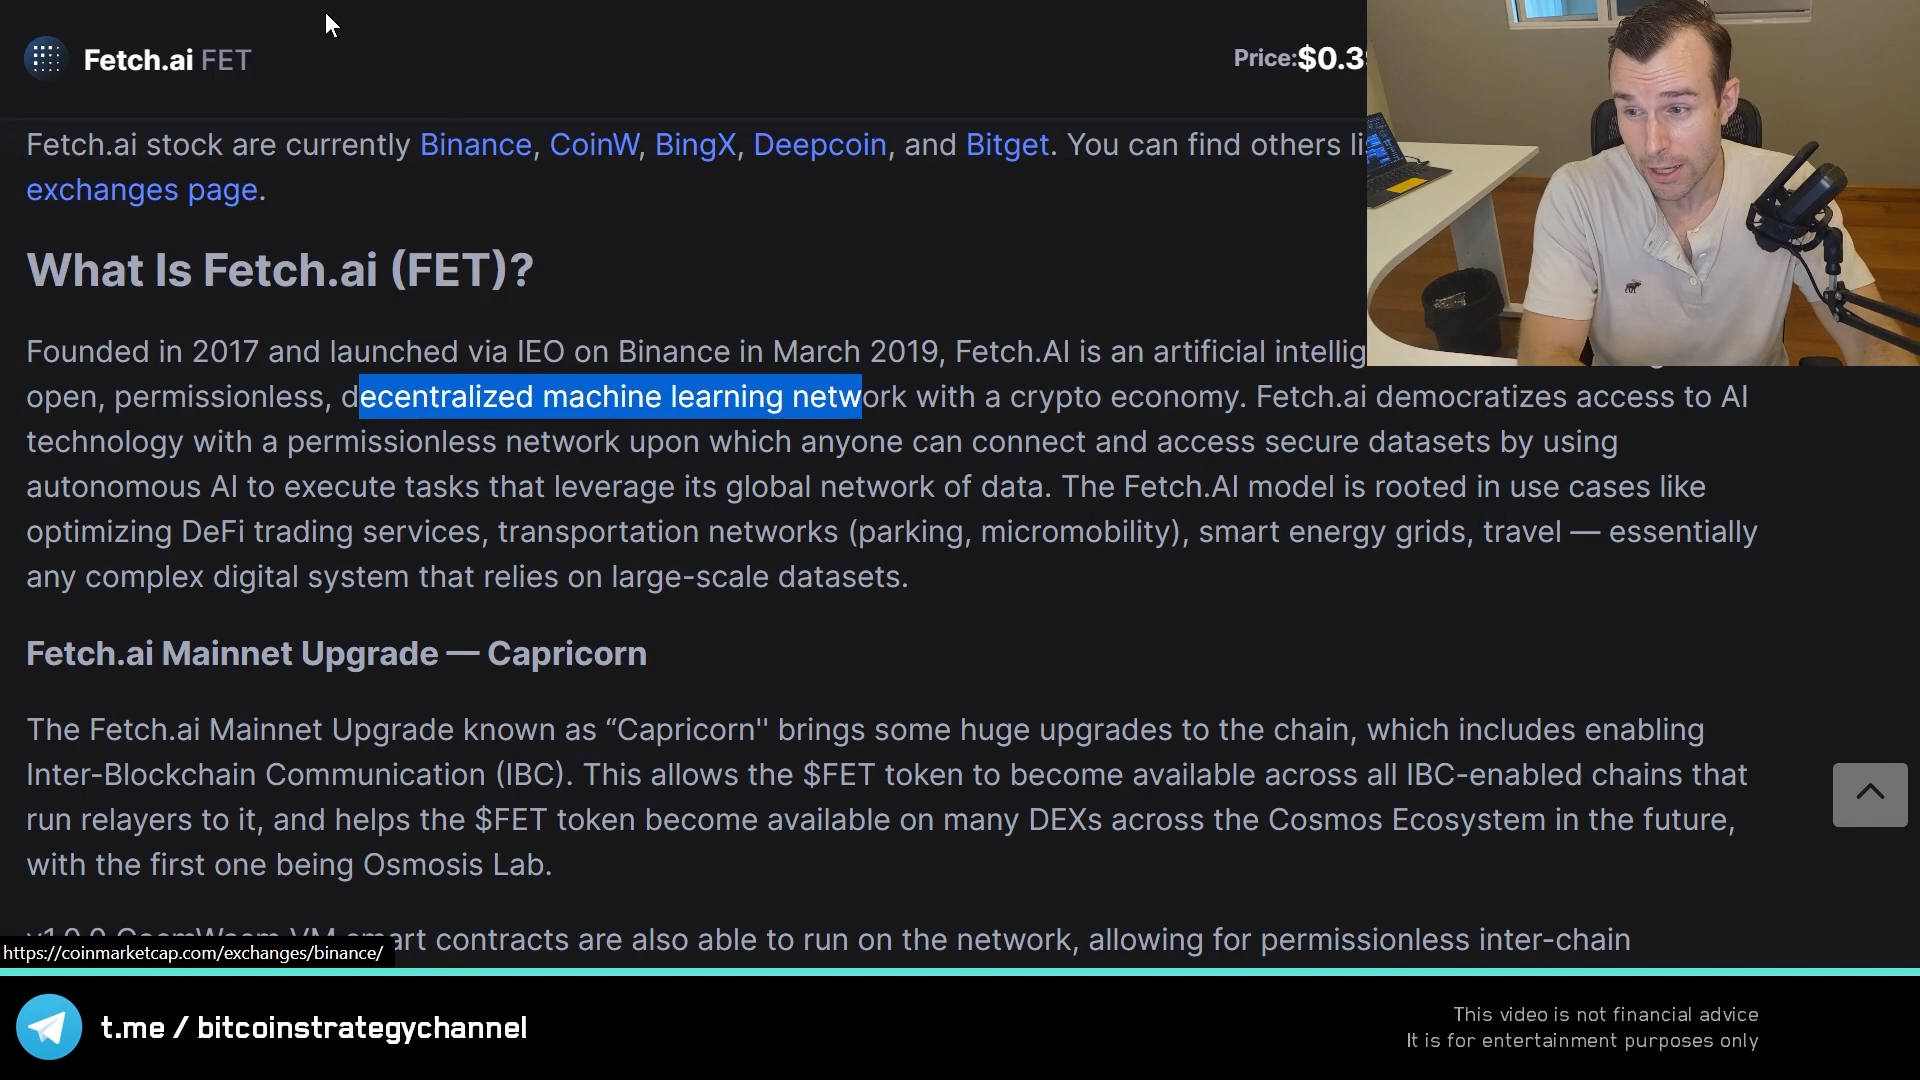 Fetch.ai FET
Price:$0.3
Fetch.ai stock are currently Binance, CoinW, BingX, Deepcoin, and Bitget. You can find others li
exchanges page.
What Is Fetch.ai (FET)?
Founded in 2017 and launched via IEO on Binance in March 2019, Fetch.AI is an artificial intellig
open, permissionless, decentralized machine learning network with a crypto economy. Fetch.ai democratizes access to AI
technology with a permissionless network upon which anyone can connect and access secure datasets by using
autonomous AI to execute tasks that leverage its global network of data. The Fetch.AI model is rooted in use cases like
optimizing DeFi trading services, transportation networks (parking, micromobility), smart energy grids, travel — essentially
any complex digital system that relies on large-scale datasets.
Fetch.ai Mainnet Upgrade — Capricorn
The Fetch.ai Mainnet Upgrade known as “Capricorn" brings some huge upgrades to the chain, which includes enabling
Inter-Blockchain Communication (IBC). This allows the $FET token to become available across all IBC-enabled chains that
run relayers to it, and helps the $FET token become available on many DEXs across the Cosmos Ecosystem in the future,
with the first one being Osmosis Lab.
contracts are also able to run on the network, allowing for permissionless inter-chain
https://coinmarketcap.com/exchanges/binance/
t.me / bitcoinstrategychannel
This video is not financial advice
It is for entertainment purposes only